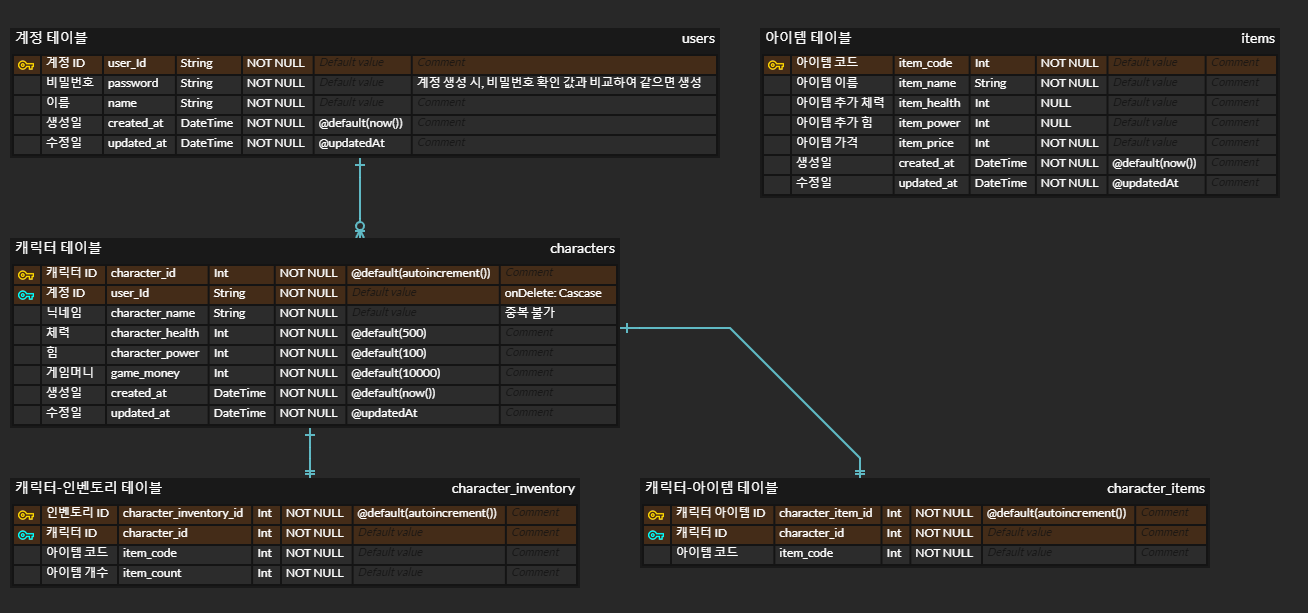 계정 테이블 users
계정 ID user_Id String NOT NULL Default value Comment
비밀번호 password String NOT NULL Default value 계정 생성 시, 비밀번호 확인 값과 비교하여 같으면 생성
이름 name String NOT NULL Default value Comment
생성일 created_at DateTime NOT NULL @default(now()) Comment
수정일 updated_at DateTime NOT NULL @updatedAt Comment
아이템 테이블 items
아이템 코드 item_code Int NOT NULL Default value Comment
아이템 이름 item_name String NOT NULL Default value Comment
아이템 추가 체력 item_health Int NULL Default value Comment
아이템 추가 힘 item_power Int NULL Default value Comment
아이템 가격 item_price Int NOT NULL Default value Comment
생성일 created_at DateTime NOT NULL @default(now()) Comment
수정일 updated_at DateTime NOT NULL @updatedAt Comment
캐릭터 테이블 characters
캐릭터 ID character_id Int NOT NULL @default(autoincrement()) Comment
계정 ID user_Id String NOT NULL Default value onDelete: Cascase
닉네임 character_name String NOT NULL Default value 중복 불가
체력 character_health Int NOT NULL @default(500) Comment
힘 character_power Int NOT NULL @default(100) Comment
게임머니 game_money Int NOT NULL @default(10000) Comment
생성일 created_at DateTime NOT NULL @default(now()) Comment
수정일 updated_at DateTime NOT NULL @updatedAt Comment
캐릭터-인벤토리 테이블 character_inventory
인벤토리 ID character_inventory_id Int NOT NULL @default(autoincrement()) Comment
캐릭터 ID character_id Int NOT NULL Default value Comment
아이템 코드 item_code Int NOT NULL Default value Comment
아이템 개수 item_count Int NOT NULL Default value Comment
캐릭터-아이템 테이블 character_items
캐릭터 아이템 ID character_item_id Int NOT NULL @default(autoincrement()) Comment
캐릭터 ID character_id Int NOT NULL Default value Comment
아이템 코드 item_code Int NOT NULL Default value Comment